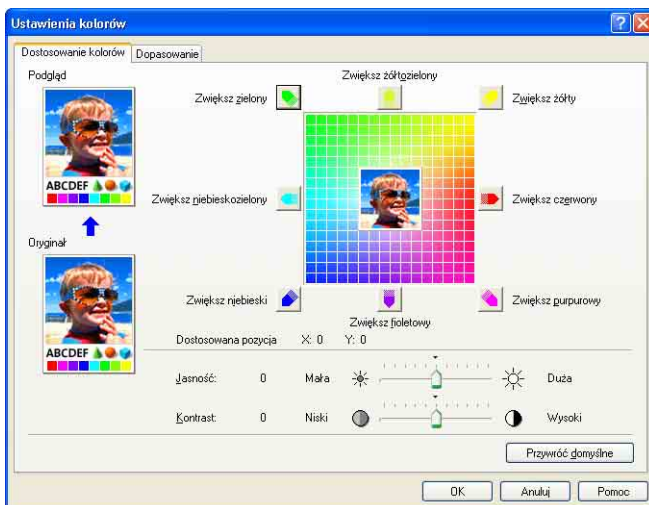 Ustawienia kolorów
Dostosowanie kolorów Dopasowanie
Podgląd
Zwiększ żółtozielony
Zwiększ zielony
Zwiększ żółty
ABCDEF
Zwiększ niebieskozielony
Zwiększ czerwony
Oryginał
Zwiększ niebieski
Zwiększ purpurowy
Zwiększ fioletowy
ABCDEF
Dostosowana pozycja X: 0 Y: 0
Jasność: 0 Mała Duża
Kontrast: 0 Niski Wysoki
Przywróć domyślne
OK Anuluj Pomoc